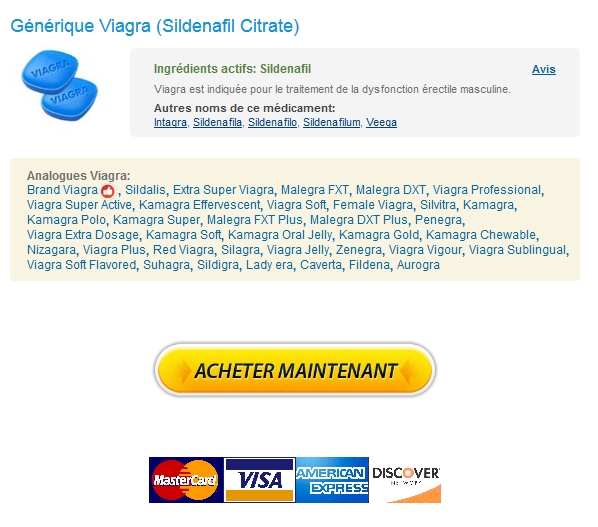 Générique Viagra (Sildenafil Citrate)
VIAGRA
VIAGRA
Ingrédients actifs: Sildenafil
Avis
Viagra est indiquée pour le traitement de la dysfonction érectile masculine.
Autres noms de ce médicament:
Intagra, Sildenafila, Sildenafilo, Sildenafilum, Veega
Analogues Viagra:
Brand Viagra , Sildalis, Extra Super Viagra, Malegra FXT, Malegra DXT, Viagra Professional,
Viagra Super Active, Kamagra Effervescent, Viagra Soft, Female Viagra, Silvitra, Kamagra,
Kamagra Polo, Kamagra Super, Malegra FXT Plus, Malegra DXT Plus, Penegra,
Viagra Extra Dosage, Kamagra Soft, Kamagra Oral Jelly, Kamagra Gold, Kamagra Chewable,
Nizagara, Viagra Plus, Red Viagra, Silagra, Viagra Jelly, Zenegra, Viagra Vigour, Viagra Sublingual,
Viagra Soft Flavored, Suhagra, Sildigra, Lady era, Caverta, Fildena, Aurogra
ACHETER MAINTENANT
MasterCard
VISA
AMERICAN
EXPRESS
DISCOVER
NETWORK